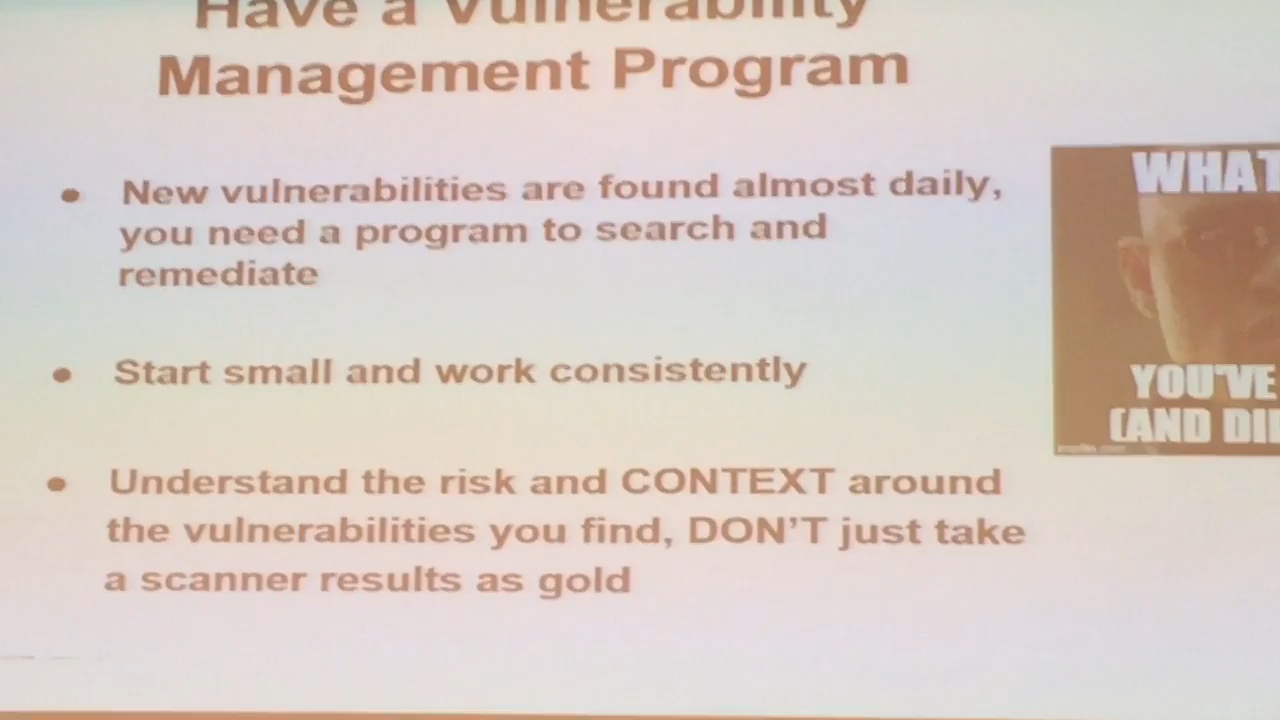 Have a Vulnerability
Management Program
New vulnerabilities are found almost daily,
you need a program to search and
remediate
Start small and work consistently
Understand the risk and CONTEXT around
the vulnerabilities you find, DON'T just take
a scanner results as gold
WHAT
YOU'VE
(AND